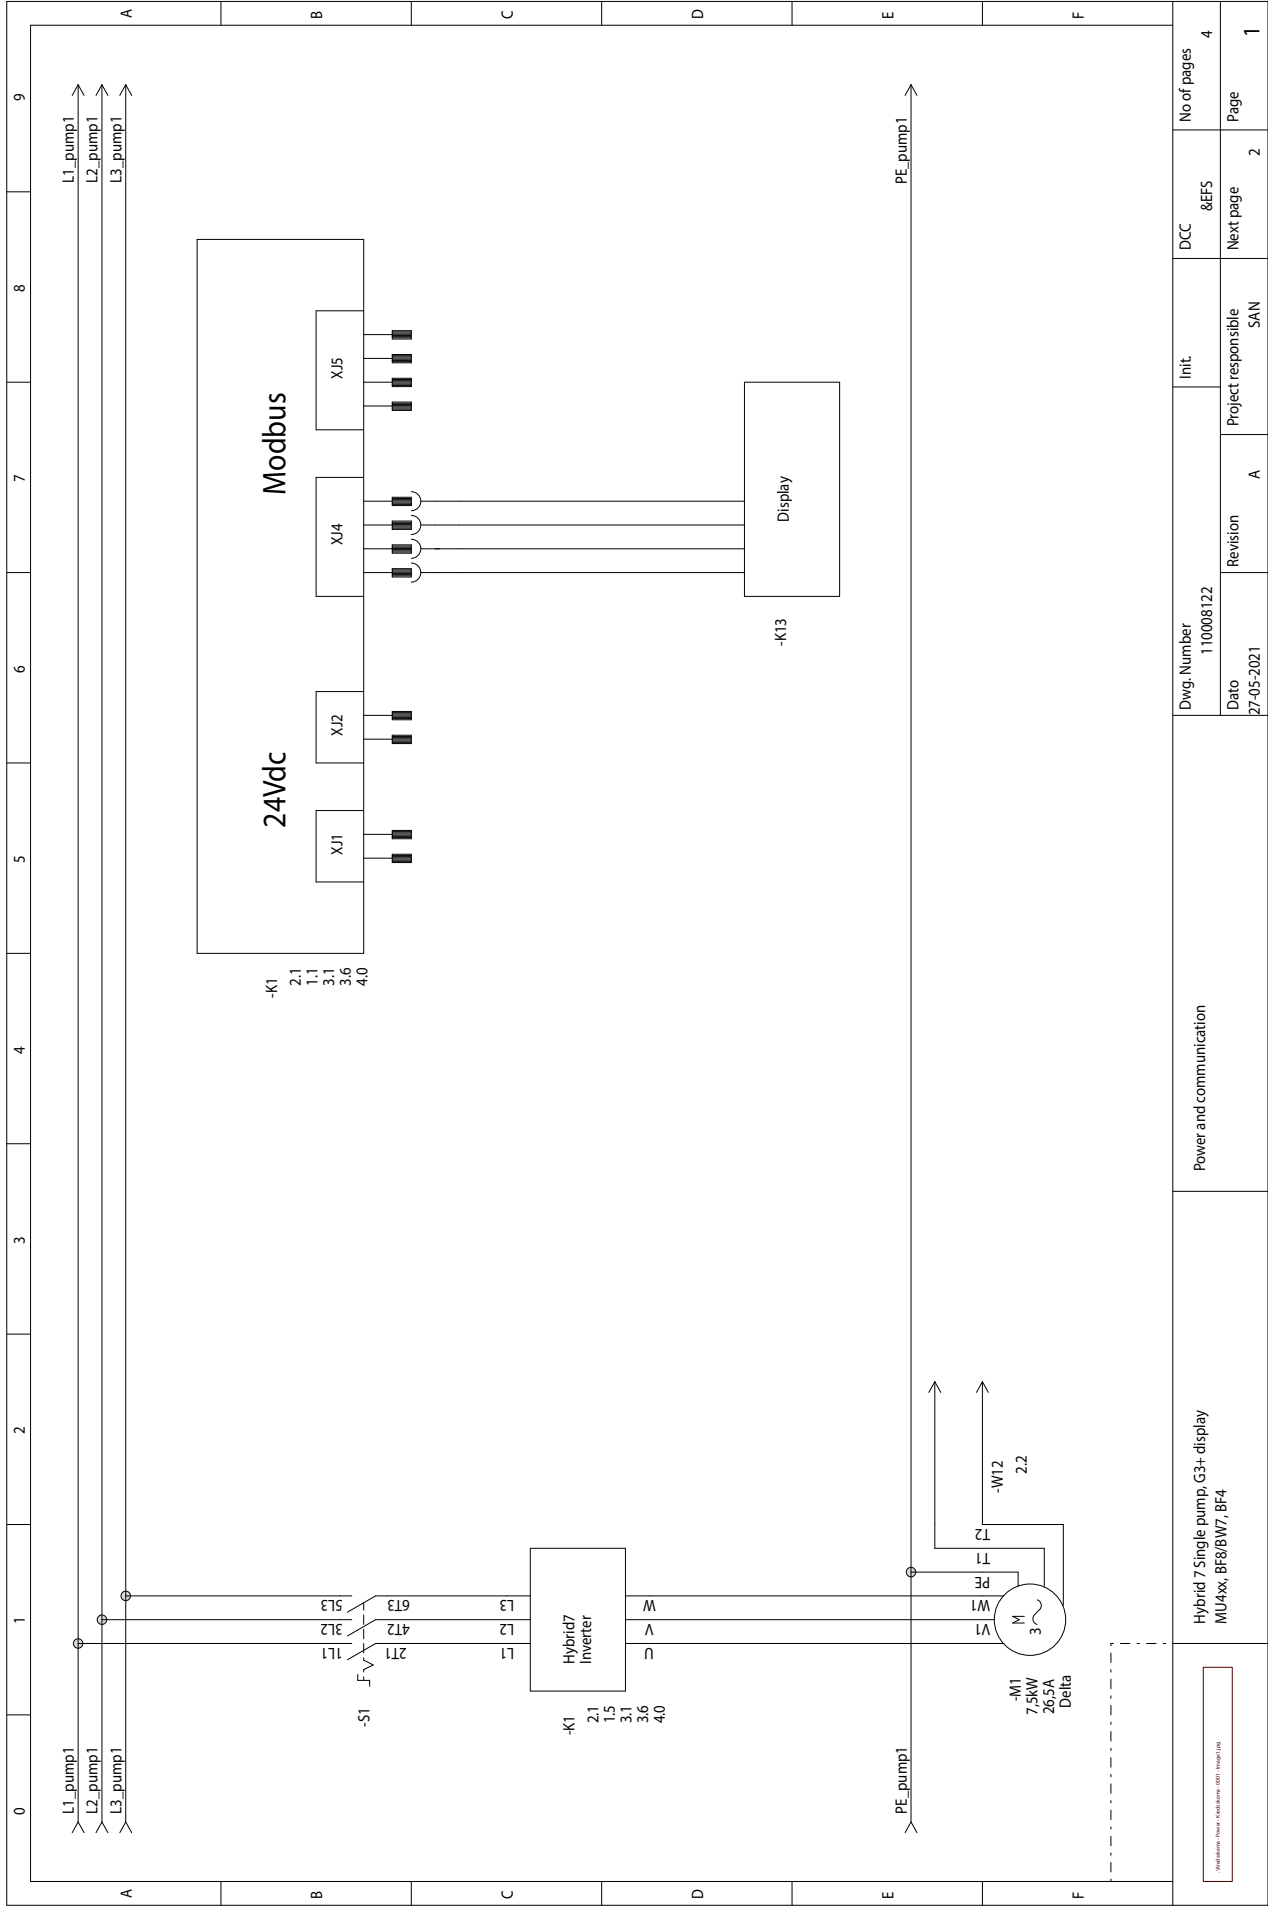 0
1
2
3
4
5
6
7
8
9
A
B
C
D
E
F
A
B
C
D
E
F
L1_pump1
L2_pump1
L3_pump1
L1_pump1
L2_pump1
L3_pump1
-S1
1L1
3L2
5L3
2T1
4T2
6T3
L1
L2
L3
-K1
2.1
1.5
3.1
3.6
4.0
Hybrid7
Inverter
U
V
W
-K1
2.1
1.1
3.1
3.6
4.0
24Vdc
Modbus
XJ1
XJ2
XJ4
XJ5
-K13
Display
PE_pump1
PE_pump1
V1
W1
PE
T1
T2
-M1
7,5kW
26,5A
Delta
M
3
-W12
2.2
Hybrid 7 Single pump, G3+ display
MU4xx, BF8/BW7, BF4
Power and communication
Dwg. Number
110008122
Init.
DCC
&EFS
No of pages
4
Dato
27-05-2021
Revision
A
Project responsible
SAN
Next page
2
Page
1